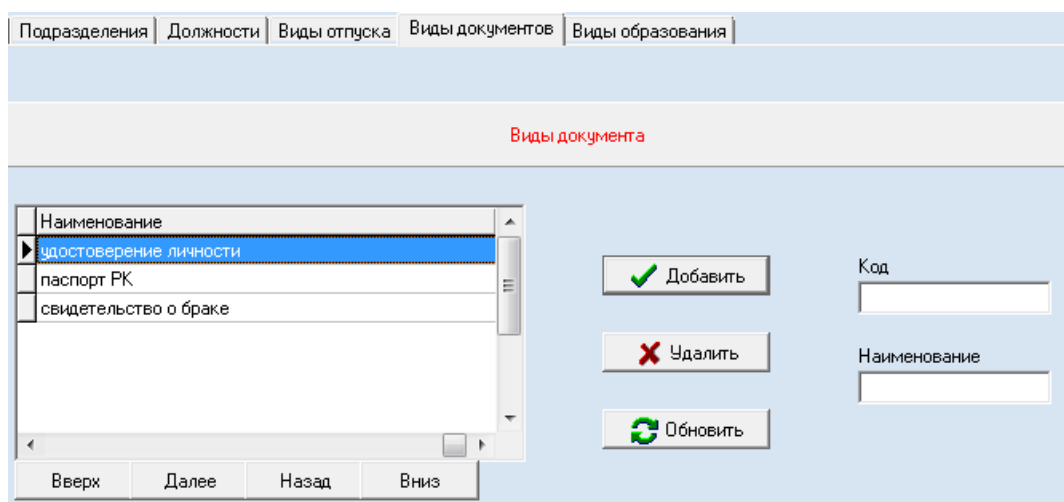 Подразделения Должности Виды отпуска Виды документов Виды образования
Виды документа
Наименование
удостоверение личности
паспорт РК
свидетельство о браке
Вверх Далее Назад Вниз
Добавить
Удалить
Обновить
Код
Наименование